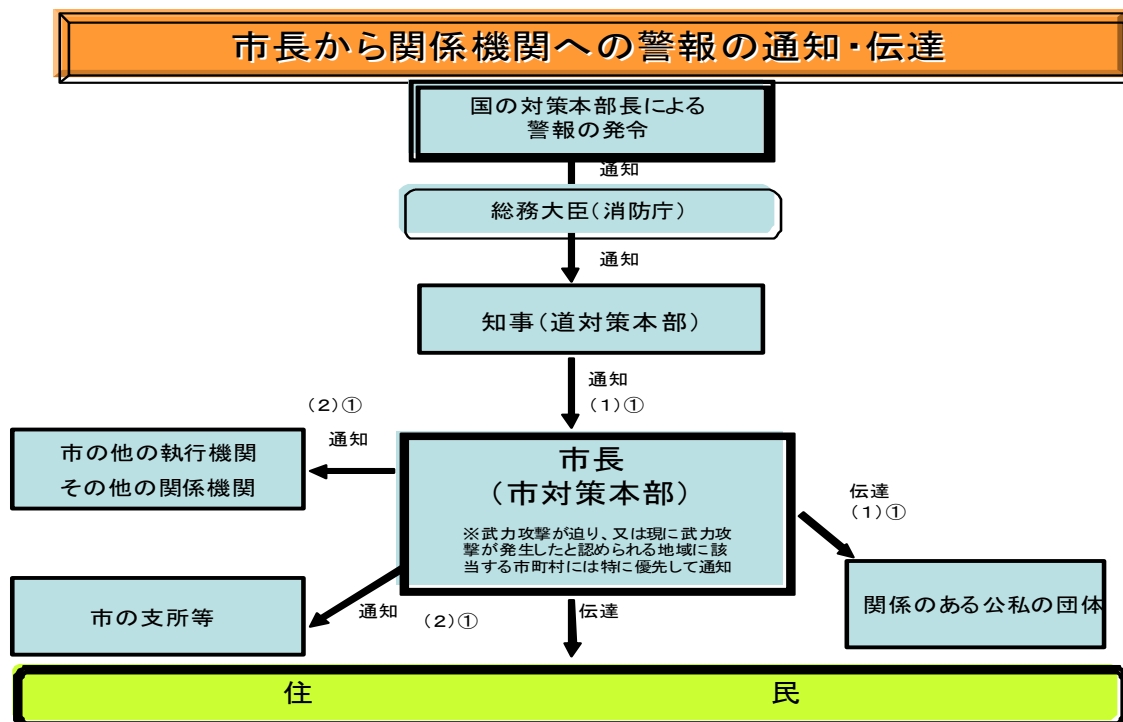 市長から関係機関への警報の通知・伝達
国の対策本部長による
警報の発令
通知
総務大臣(消防庁)
通知
知事(道対策本部)
通知
(1)①
(2)①
通知
市の他の執行機関
その他の関係機関
市長
(市対策本部)
※武力攻撃が迫り、又は現に武力攻
撃が発生したと認められる地域に該
当する市町村には特に優先して通知
伝達
(1)①
市の支所等
通知
(2)①
伝達
関係のある公私の団体
住 民